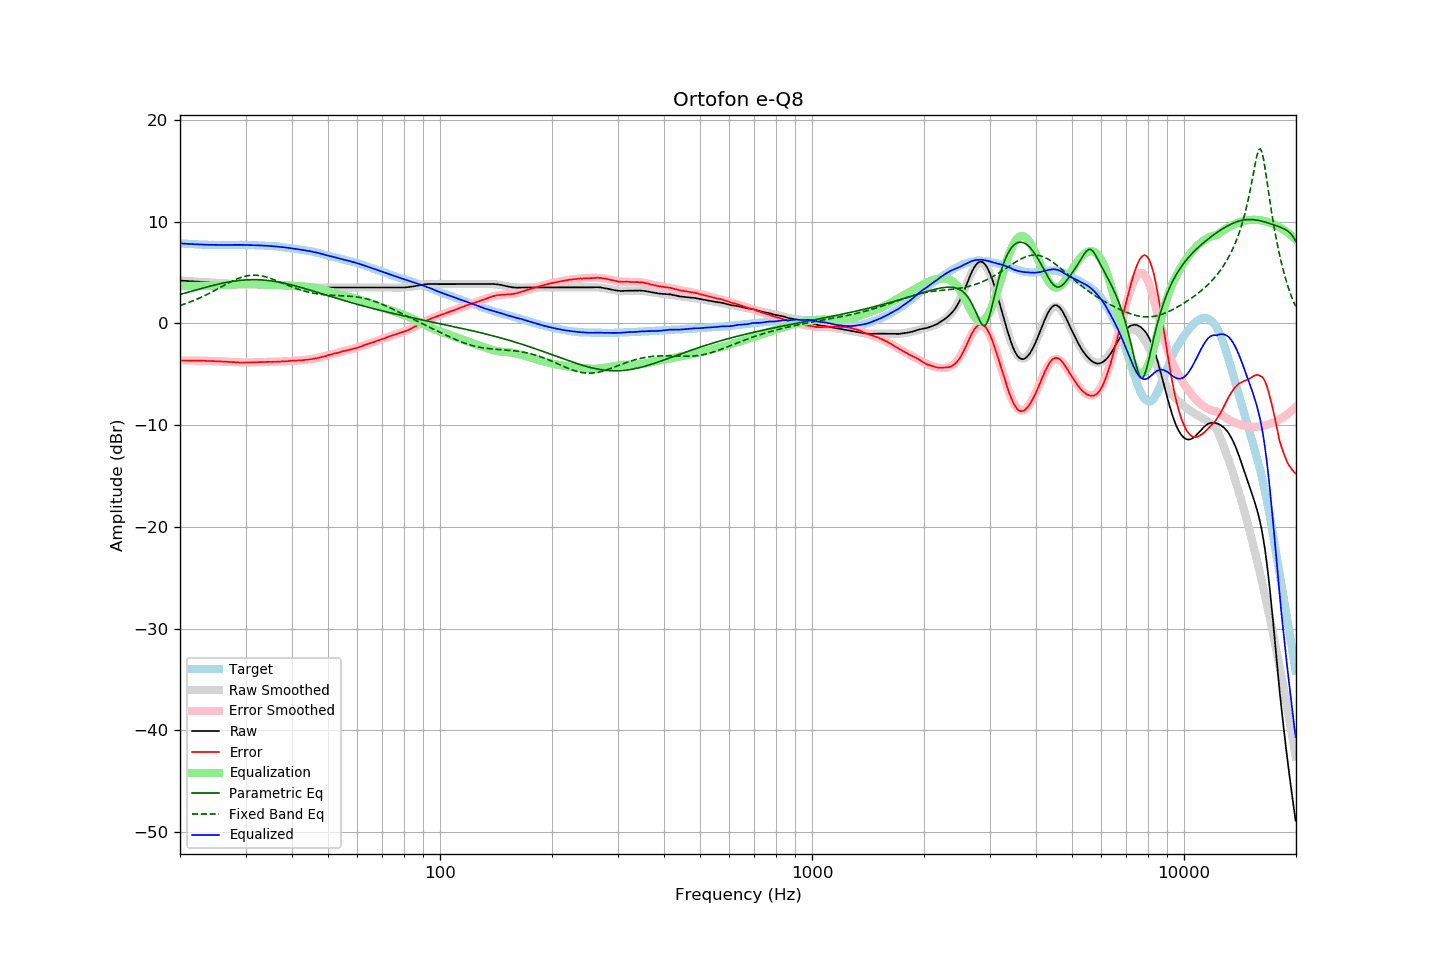 Ortofon e-Q8
20
10
0
−10
−20
−30
−40
−50
Amplitude (dBr)
Target
Raw Smoothed
Error Smoothed
Raw
Error
Equalization
Parametric Eq
Fixed Band Eq
Equalized
100
1000
10000
Frequency (Hz)